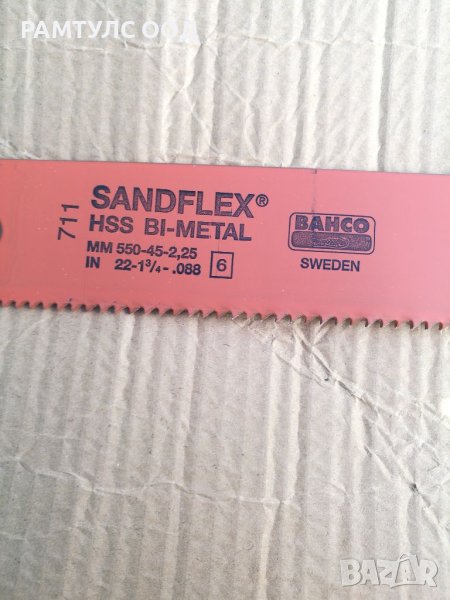 РАМТУЛС ООД
711
SANDFLEX®
HSS BI-METAL
MM 550-45-2,25
IN 22-1³/₄-.088 6
BAHCO
SWEDEN
BAZAR